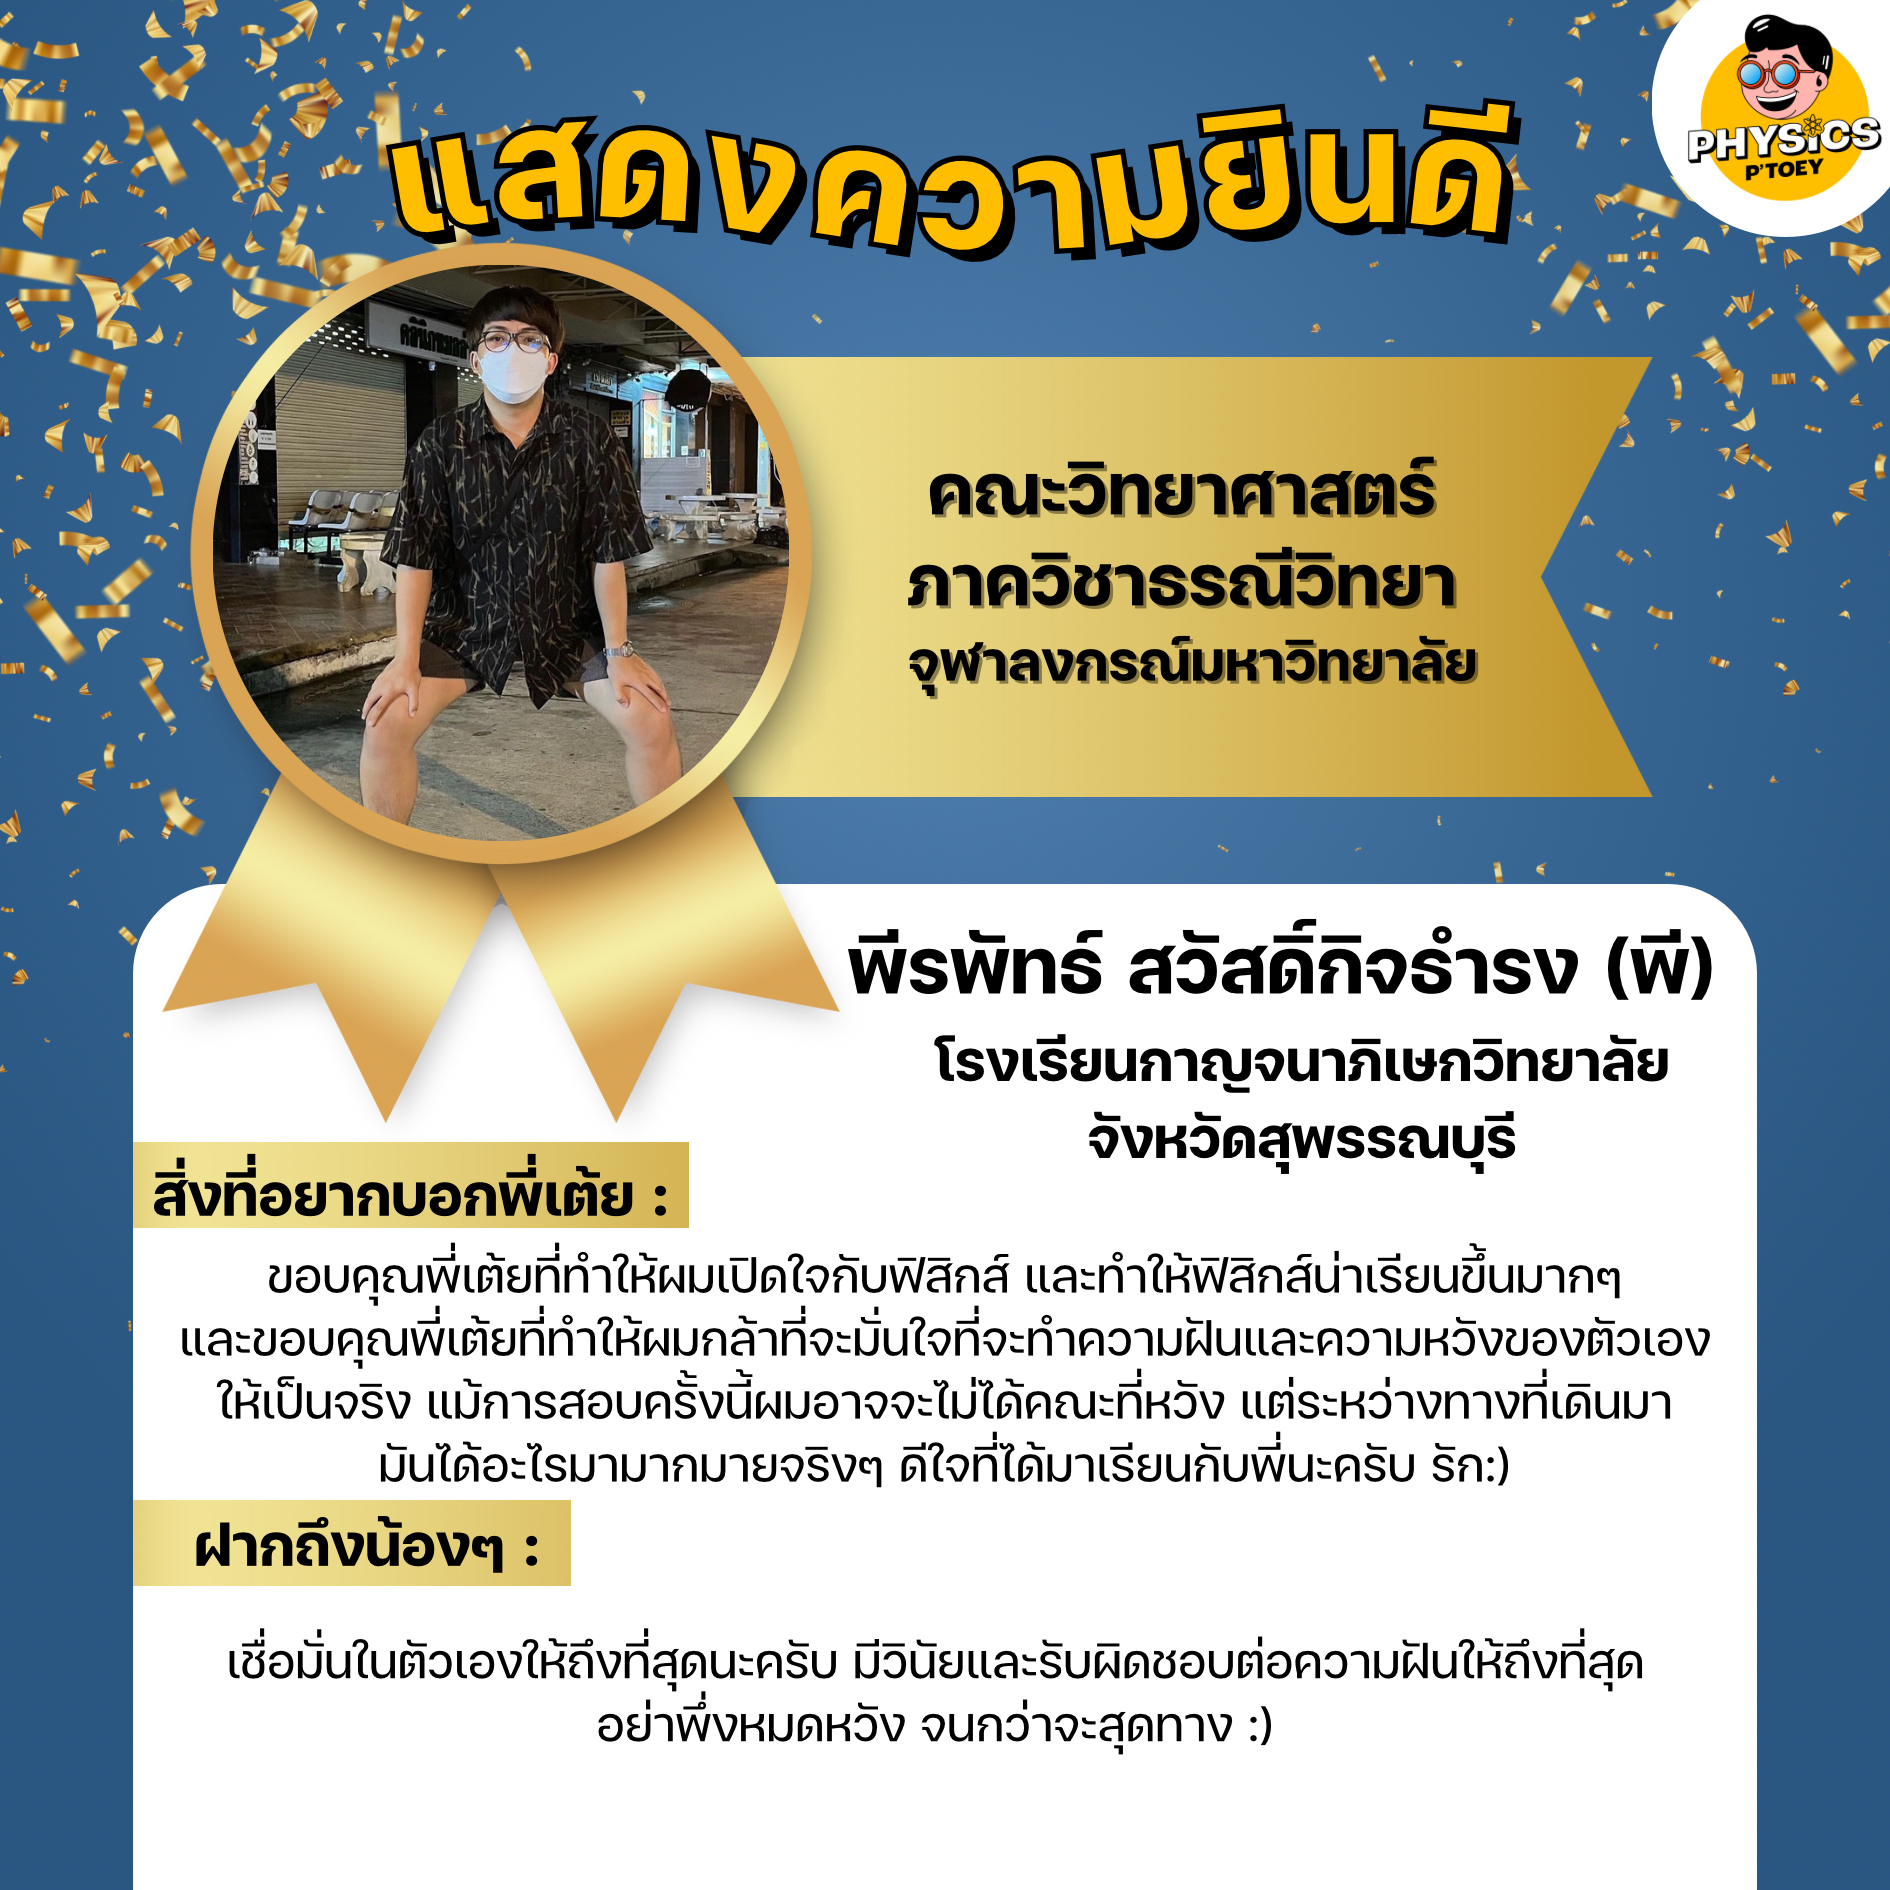 แสดงความยินดี
PHYSICS
P'TOEY
คณะวิทยาศาสตร์
ภาควิชาธรณีวิทยา
จุฬาลงกรณ์มหาวิทยาลัย
พีรพัทธ์ สวัสดิ์กิจธำรง (พี)
โรงเรียนกาญจนาภิเษกวิทยาลัย
จังหวัดสุพรรณบุรี
สิ่งที่อยากบอกพี่เต้ย :
ขอบคุณพี่เต้ยที่ทำให้ผมเปิดใจกับฟิสิกส์ และทำให้ฟิสิกส์น่าเรียนขึ้นมากๆ
และขอบคุณพี่เต้ยที่ทำให้ผมกล้าที่จะมั่นใจที่จะทำความฝันและความหวังของตัวเอง
ให้เป็นจริง แม้การสอบครั้งนี้ผมอาจจะไม่ได้คณะที่หวัง แต่ระหว่างทางที่เดินมา
มันได้อะไรมามากมายจริงๆ ดีใจที่ได้มาเรียนกับพี่นะครับ รัก:)
ฝากถึงน้องๆ :
เชื่อมั่นในตัวเองให้ถึงที่สุดนะครับ มีวินัยและรับผิดชอบต่อความฝันให้ถึงที่สุด
อย่าพึ่งหมดหวัง จนกว่าจะสุดทาง :)